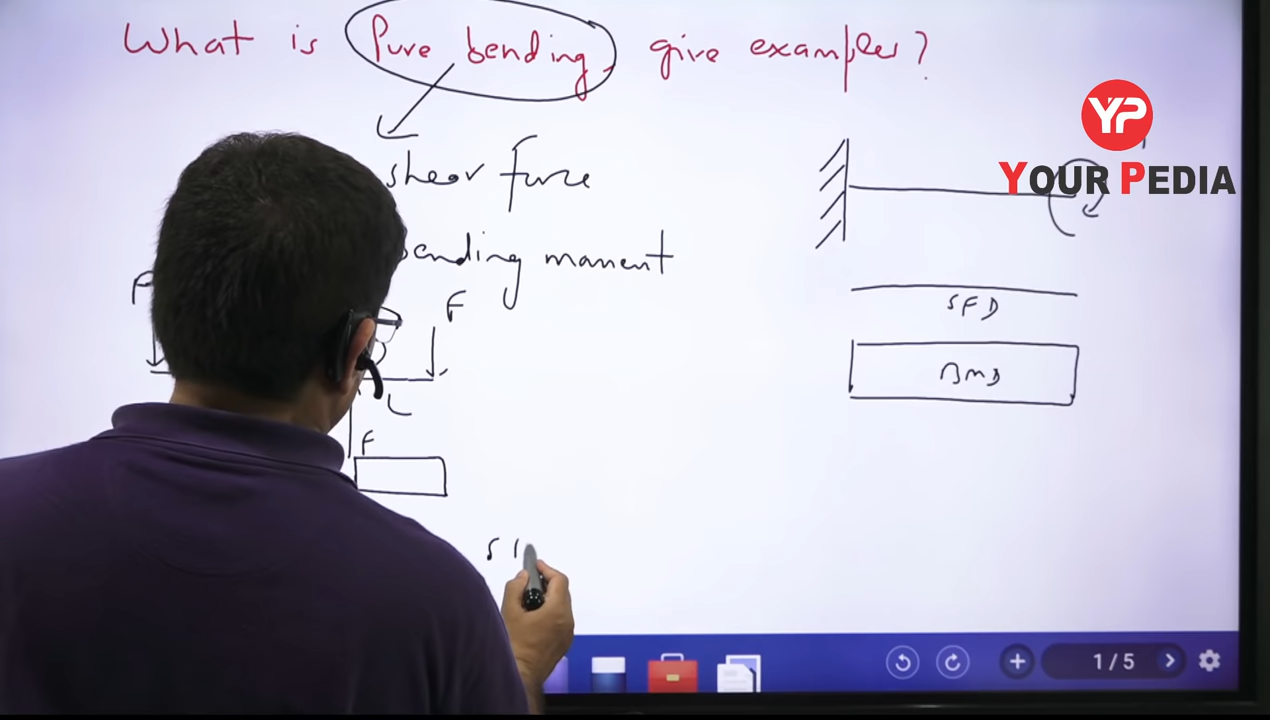 What is Pure bending, give examples?
YP
YOUR PEDIA
shear force
bending moment
F
F
L
F
SFD
BMD
1/5